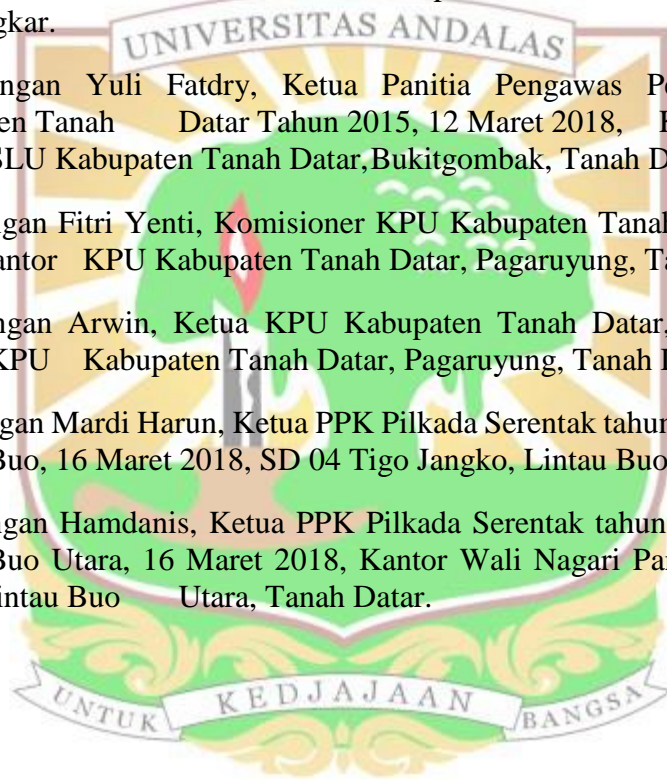 gkar.
UNIVERSITAS ANDALAS
ngan Yuli Fatdry, Ketua Panitia Pengawas
en Tanah Datar Tahun 2015, 12 Maret 2018,
SLU Kabupaten Tanah Datar,Bukitgombak, Tanah D
gan Fitri Yenti, Komisioner KPU Kabupaten Tanah
antor KPU Kabupaten Tanah Datar, Pagaruyung, Ta
ngan Arwin, Ketua KPU Kabupaten Tanah Datar,
KPU Kabupaten Tanah Datar, Pagaruyung, Tanah
gan Mardi Harun, Ketua PPK Pilkada Serentak tahun
Buo, 16 Maret 2018, SD 04 Tigo Jangko, Lintau Buo
ngan Hamdanis, Ketua PPK Pilkada Serentak tahun
Buo Utara, 16 Maret 2018, Kantor Wali Nagari
intau Buo Utara, Tanah Datar.
UNTUK KEDJAJAAN BANGSA